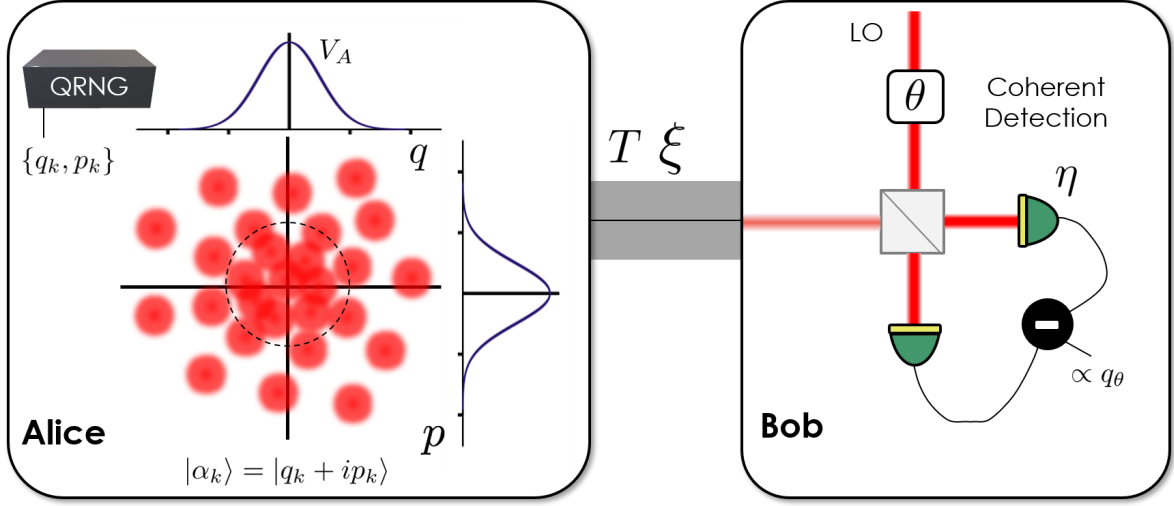 QRNG
{q_k, p_k}
V_A
q
p
Alice
|α_k⟩ = |q_k + ip_k⟩
T ξ
LO
θ
Coherent
Detection
η
∝ q_θ
Bob